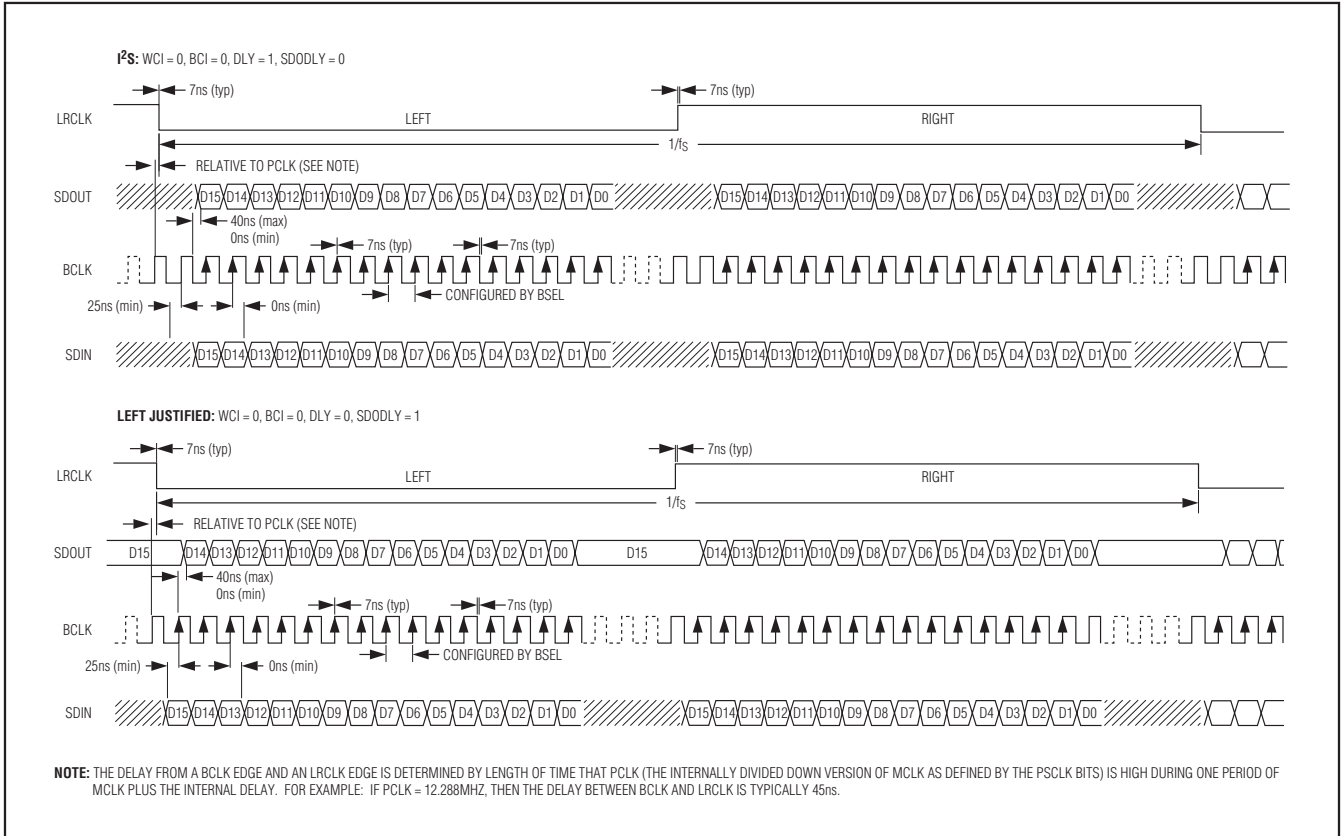 I2S: WCI = 0, BCI = 0, DLY = 1, SDODLY = 0
7ns (typ) 7ns (typ)
LRCLK LEFT RIGHT
1/fS
RELATIVE TO PCLK (SEE NOTE)
SDOUT D15 D14 D13 D12 D11 D10 D9 D8 D7 D6 D5 D4 D3 D2 D1 D0 D15 D14 D13 D12 D11 D10 D9 D8 D7 D6 D5 D4 D3 D2 D1 D0
40ns (max)
0ns (min) 7ns (typ) 7ns (typ)
BCLK
CONFIGURED BY BSEL
25ns (min) 0ns (min)
SDIN D15 D14 D13 D12 D11 D10 D9 D8 D7 D6 D5 D4 D3 D2 D1 D0 D15 D14 D13 D12 D11 D10 D9 D8 D7 D6 D5 D4 D3 D2 D1 D0
LEFT JUSTIFIED: WCI = 0, BCI = 0, DLY = 0, SDODLY = 1
7ns (typ) 7ns (typ)
LRCLK LEFT RIGHT
1/fS
RELATIVE TO PCLK (SEE NOTE)
SDOUT D15 D14 D13 D12 D11 D10 D9 D8 D7 D6 D5 D4 D3 D2 D1 D0 D15 D14 D13 D12 D11 D10 D9 D8 D7 D6 D5 D4 D3 D2 D1 D0
40ns (max)
0ns (min) 7ns (typ) 7ns (typ)
BCLK
CONFIGURED BY BSEL
25ns (min) 0ns (min)
SDIN D15 D14 D13 D12 D11 D10 D9 D8 D7 D6 D5 D4 D3 D2 D1 D0 D15 D14 D13 D12 D11 D10 D9 D8 D7 D6 D5 D4 D3 D2 D1 D0
NOTE: THE DELAY FROM A BCLK EDGE AND AN LRCLK EDGE IS DETERMINED BY LENGTH OF TIME THAT PCLK (THE INTERNALLY DIVIDED DOWN VERSION OF MCLK AS DEFINED BY THE PSCLK BITS) IS HIGH DURING ONE PERIOD OF
MCLK PLUS THE INTERNAL DELAY. FOR EXAMPLE: IF PCLK = 12.288MHZ, THEN THE DELAY BETWEEN BCLK AND LRCLK IS TYPICALLY 45ns.